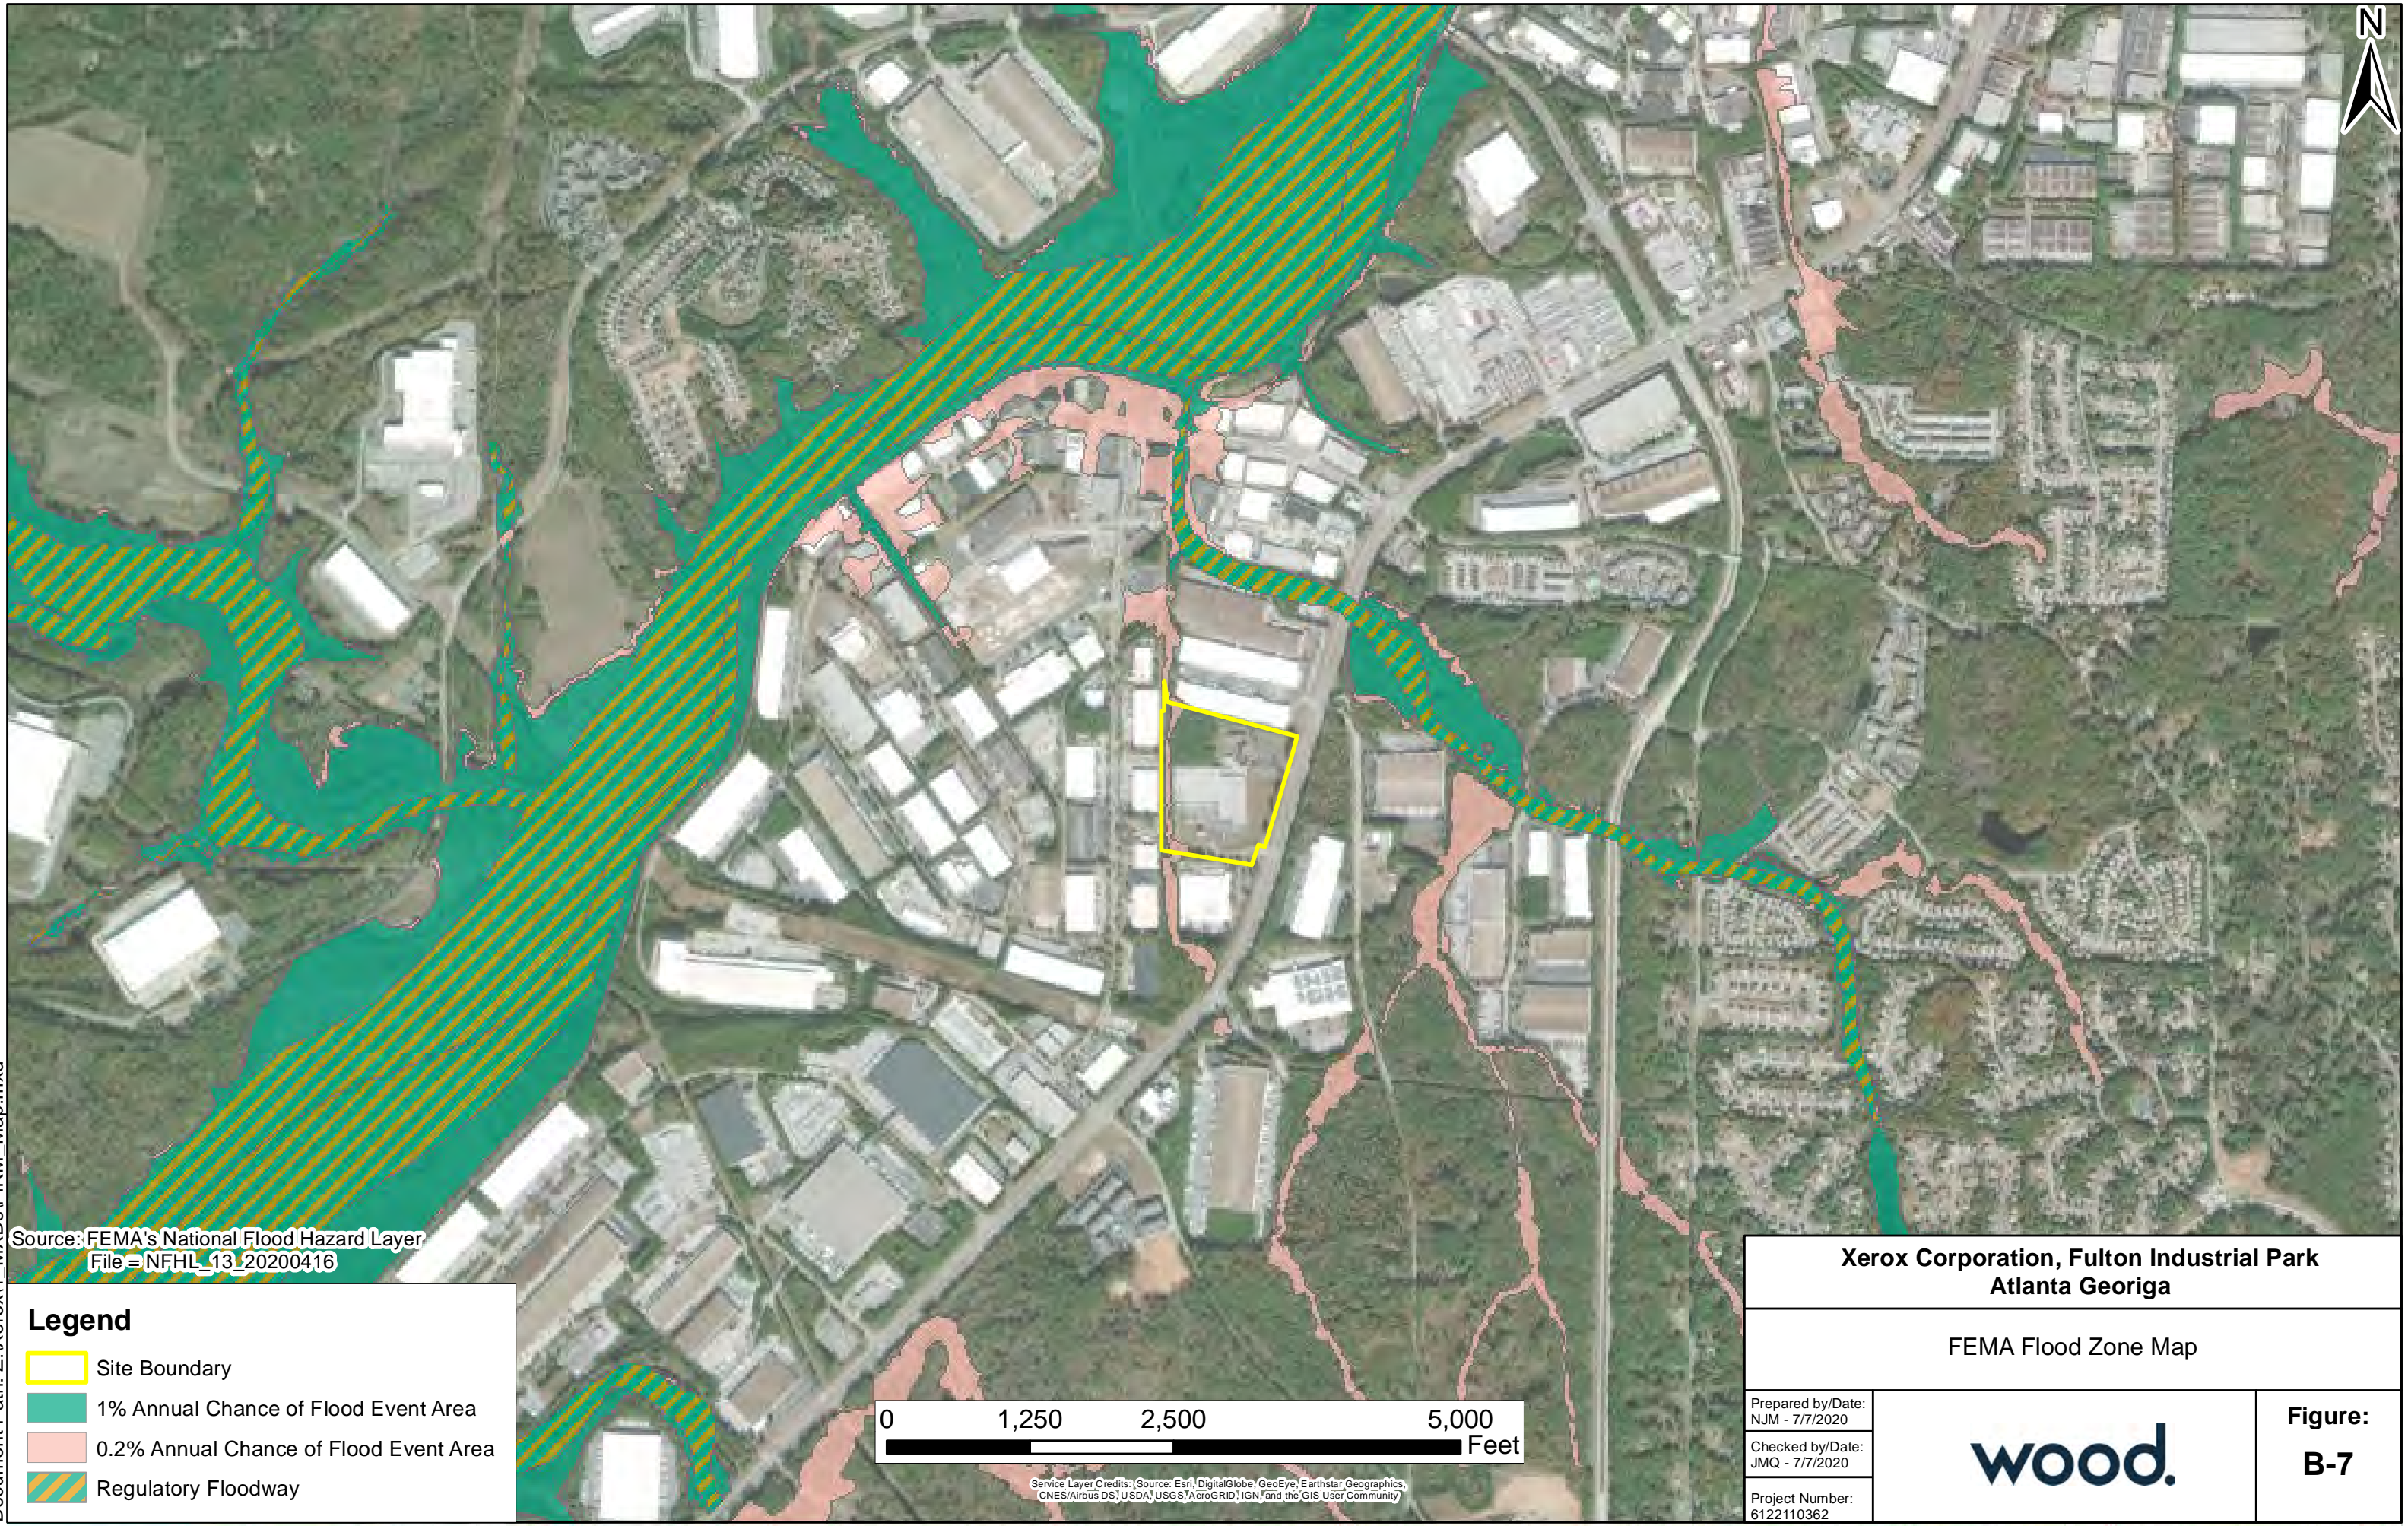 N
Source: FEMA's National Flood Hazard Layer
File = NFHL_13_20200416
Legend
Site Boundary
1% Annual Chance of Flood Event Area
0.2% Annual Chance of Flood Event Area
Regulatory Floodway
0 1,250 2,500 5,000
Feet
Service Layer Credits: Source: Esri, DigitalGlobe, GeoEye, Earthstar Geographics,
CNES/Airbus DS, USDA, USGS, AeroGRID, IGN, and the GIS User Community
Xerox Corporation, Fulton Industrial Park
Atlanta Georiga
FEMA Flood Zone Map
Prepared by/Date:
NJM - 7/7/2020
Checked by/Date:
JMQ - 7/7/2020
Project Number:
6122110362
wood.
Figure:
B-7